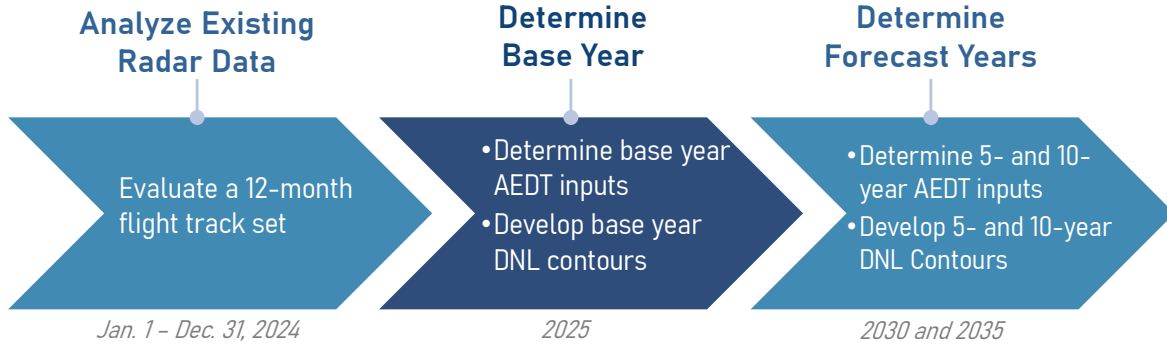 Analyze Existing
Radar Data
Evaluate a 12-month
flight track set
Jan. 1 – Dec. 31, 2024
Determine
Base Year
•Determine base year
AEDT inputs
•Develop base year
DNL contours
2025
Determine
Forecast Years
•Determine 5- and 10-
year AEDT inputs
•Develop 5- and 10-year
DNL Contours
2030 and 2035